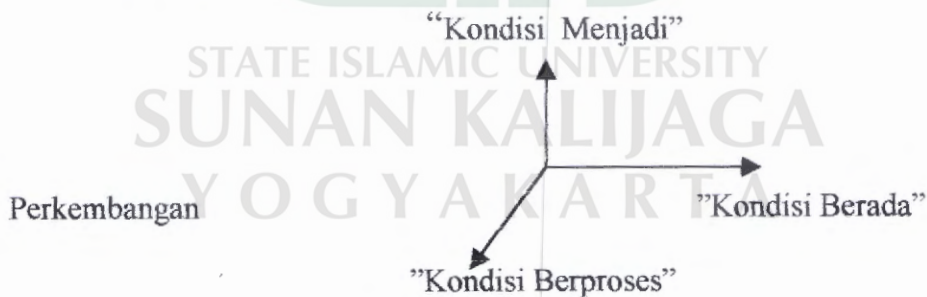 “Kondisi Menjadi”
STATE ISLAMIC UNIVERSITY
SUNAN KALIJAGA
YOGYAKARTA
Perkembangan
”Kondisi Berada”
”Kondisi Berproses”